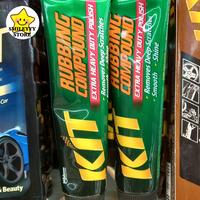 SMILEYYY
STORE
RUBBING
COMPOUND
EXTRA HEAVY DUTY POLISH
• Removes Deep Scratches
• Smooth • Shine
KIT
RUBBING
COMPOUND
EXTRA HEAVY DUTY POLISH
• Removes Deep Scratches
• Smooth • Shine
KIT
Car
& Beauty